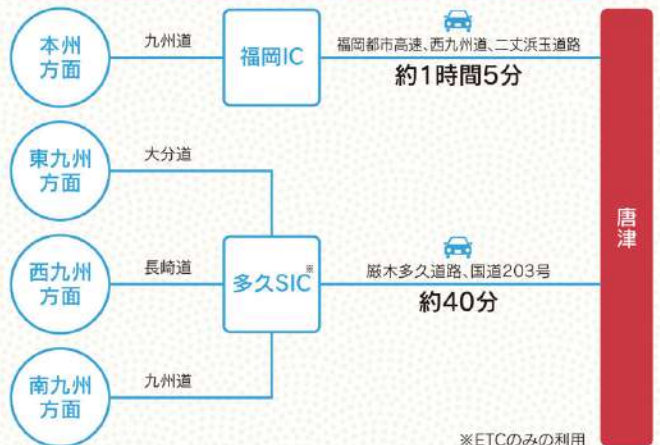 本州
方面
九州道
福岡IC
福岡都市高速、西九州道、二丈浜玉道路
約1時間5分
東九州
方面
大分道
西九州
方面
長崎道
多久SIC※
厳木多久道路、国道203号
約40分
南九州
方面
九州道
唐津
※ETCのみの利用